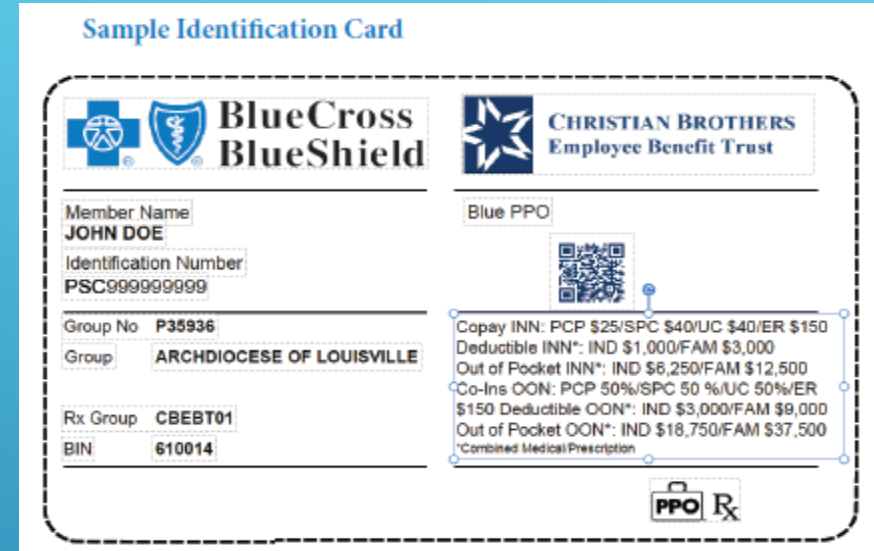 Sample Identification Card
BlueCross
BlueShield
CHRISTIAN BROTHERS
Employee Benefit Trust
Member Name
JOHN DOE
Identification Number
PSC999999999
Blue PPO
Group No P35936
Group ARCHDIOCESE OF LOUISVILLE
Rx Group CBEBT01
BIN 610014
Copay INN: PCP $25/SPC $40/UC $40/ER $150
Deductible INN*: IND $1,000/FAM $3,000
Out of Pocket INN*: IND $6,250/FAM $12,500
Co-Ins OON: PCP 50%/SPC 50 %/UC 50%/ER
$150 Deductible OON*: IND $3,000/FAM $9,000
Out of Pocket OON*: IND $18,750/FAM $37,500
*Combined Medical/Prescription
PPO Rx